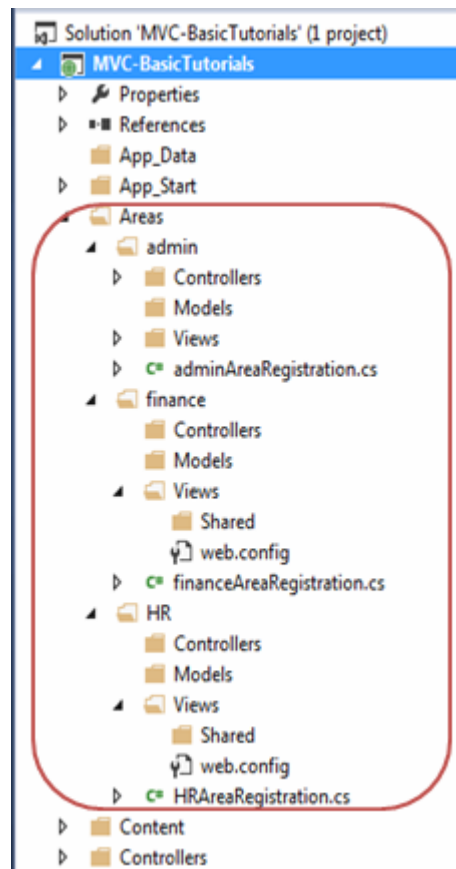 Solution 'MVC-BasicTutorials' (1 project)
MVC-BasicTutorials
Properties
References
App_Data
App_Start
Areas
admin
Controllers
Models
Views
C# adminAreaRegistration.cs
finance
Controllers
Models
Views
Shared
web.config
C# financeAreaRegistration.cs
HR
Controllers
Models
Views
Shared
web.config
C# HRAreaRegistration.cs
Content
Controllers